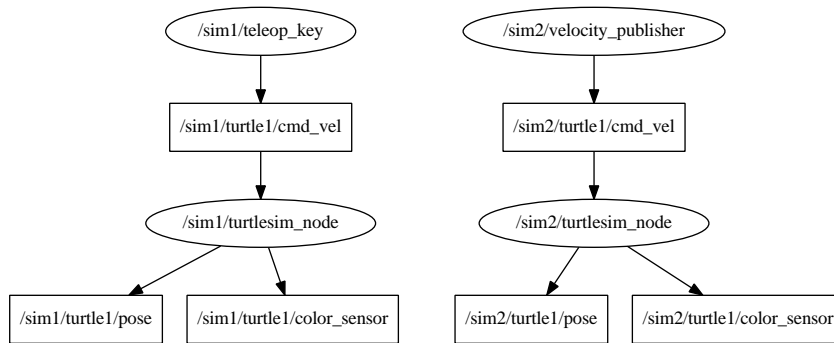 /sim1/teleop_key
/sim2/velocity_publisher
/sim1/turtle1/cmd_vel
/sim2/turtle1/cmd_vel
/sim1/turtlesim_node
/sim2/turtlesim_node
/sim1/turtle1/pose
/sim1/turtle1/color_sensor
/sim2/turtle1/pose
/sim2/turtle1/color_sensor